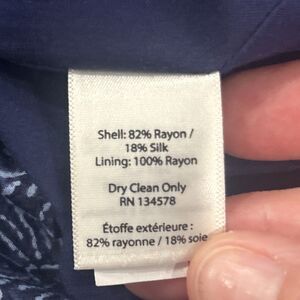 Shell: 82% Rayon /
18% Silk
Lining: 100% Rayon
Dry Clean Only
RN 134578
Étoffe extérieure :
82% rayonne / 18% soie